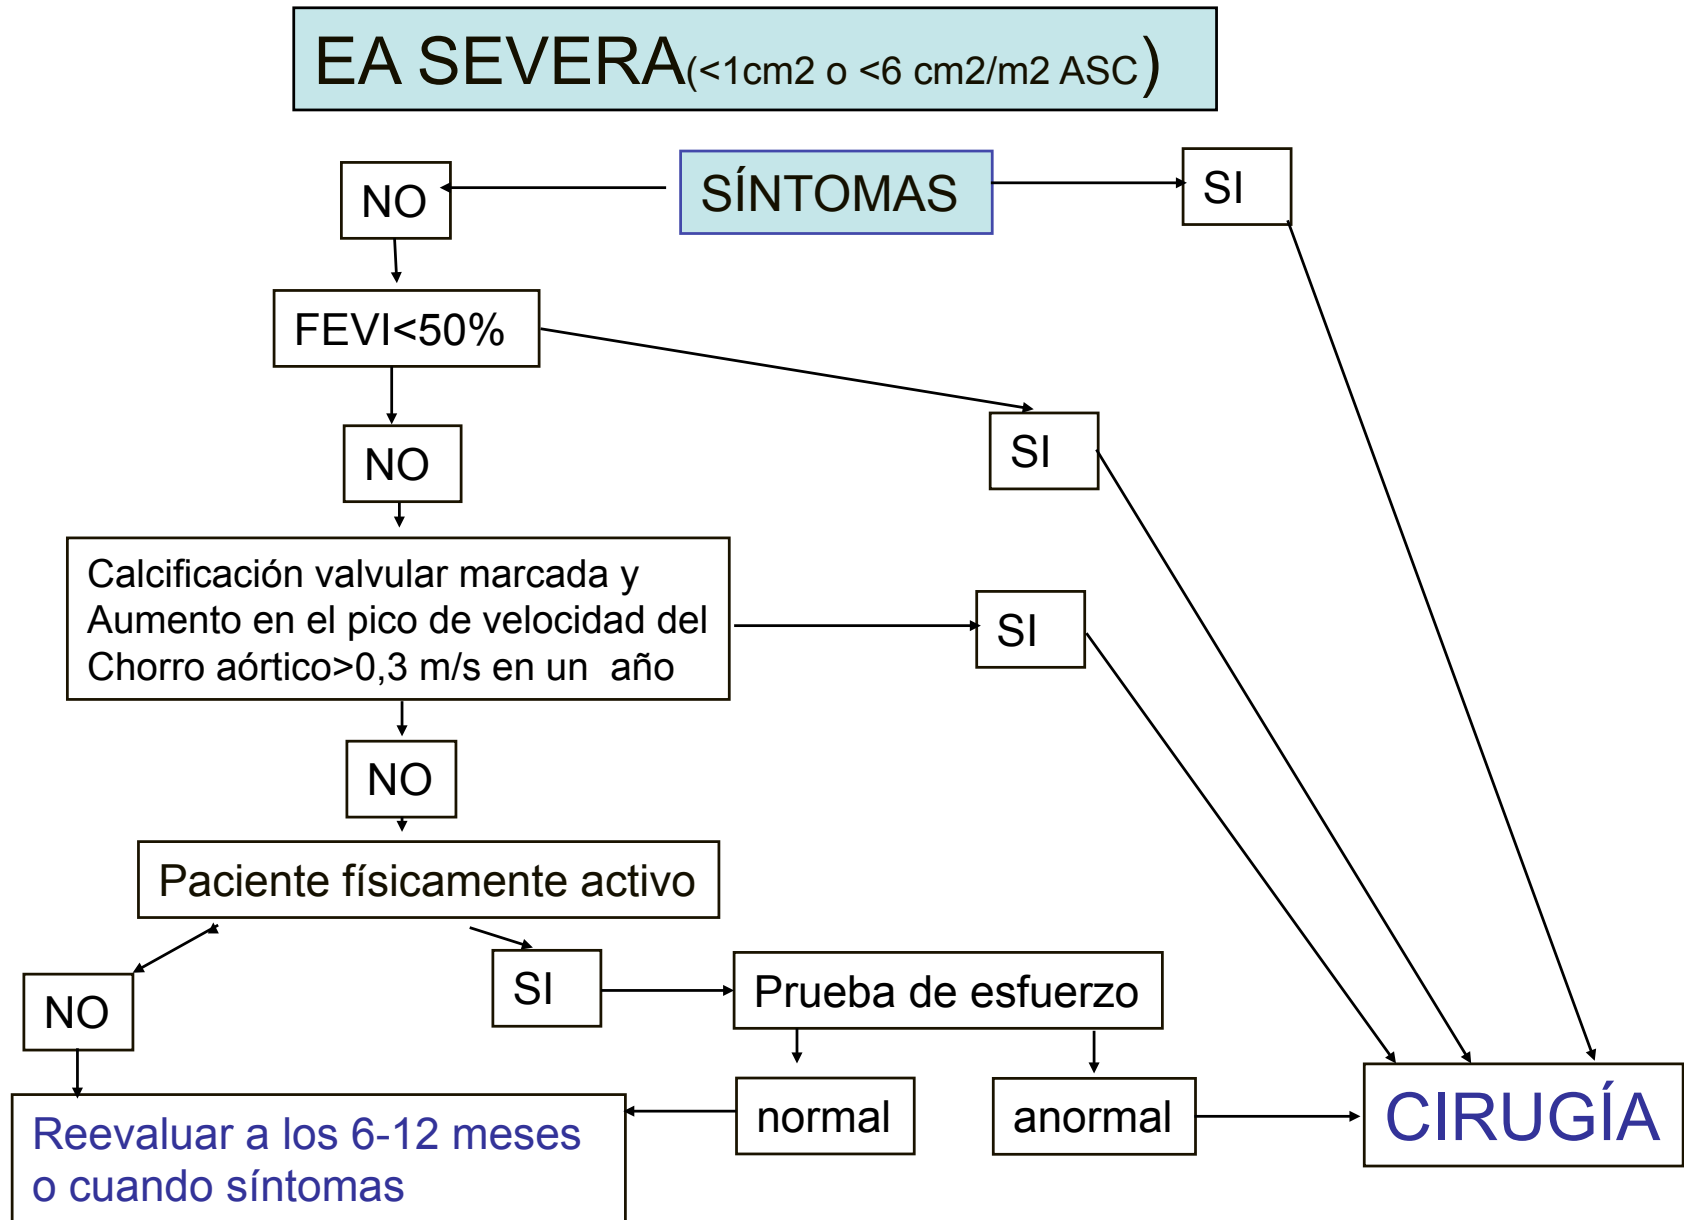 EA SEVERA(<1cm2 o <6 cm2/m2 ASC)
NO
SÍNTOMAS
SI
FEVI<50%
NO
SI
Calcificación valvular marcada y
Aumento en el pico de velocidad del
Chorro aórtico>0,3 m/s en un año
SI
NO
Paciente físicamente activo
NO
SI
Prueba de esfuerzo
normal
anormal
CIRUGÍA
Reevaluar a los 6-12 meses
o cuando síntomas